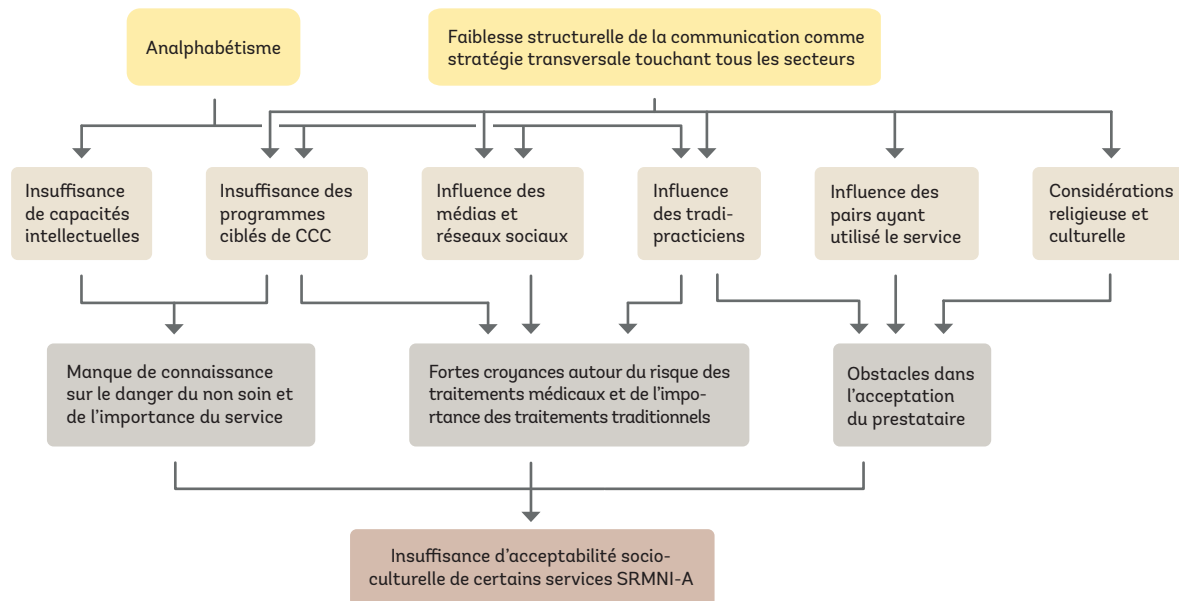 Analphabétisme
Faiblesse structurelle de la communication comme
stratégie transversale touchant tous les secteurs
Insuffisance
de capacités
intellectuelles
Insuffisance des
programmes
ciblés de CCC
Influence des
médias et
réseaux sociaux
Influence
des tradi-
practiciens
Influence des
pairs ayant
utilisé le service
Considérations
religieuse et
culturelle
Manque de connaissance
sur le danger du non soin et
de l’importance du service
Fortes croyances autour du risque des
traitements médicaux et de l’impo-
rtance des traitements traditionnels
Obstacles dans
l’acceptation
du prestataire
Insuffisance d’acceptabilité socio-
culturelle de certains services SRMNI-A